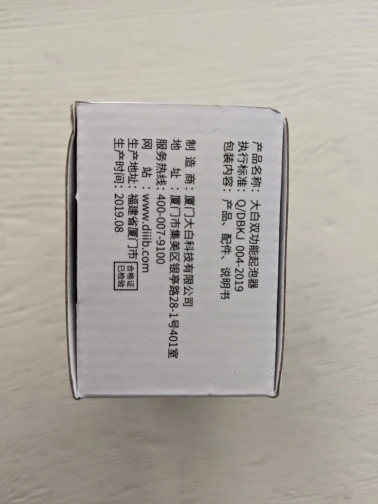 产品名称：大白双功能起泡器
执行标准：Q/DBKJ 004-2019
包装内容：产品、配件、说明书
制造商：厦门大白科技有限公司
地址：厦门市集美区银亭路28-1号401室
服务热线：400-007-9100
网站：www.diiib.com
生产地址：福建省厦门市
生产时间：2019.08
合格证
已检验